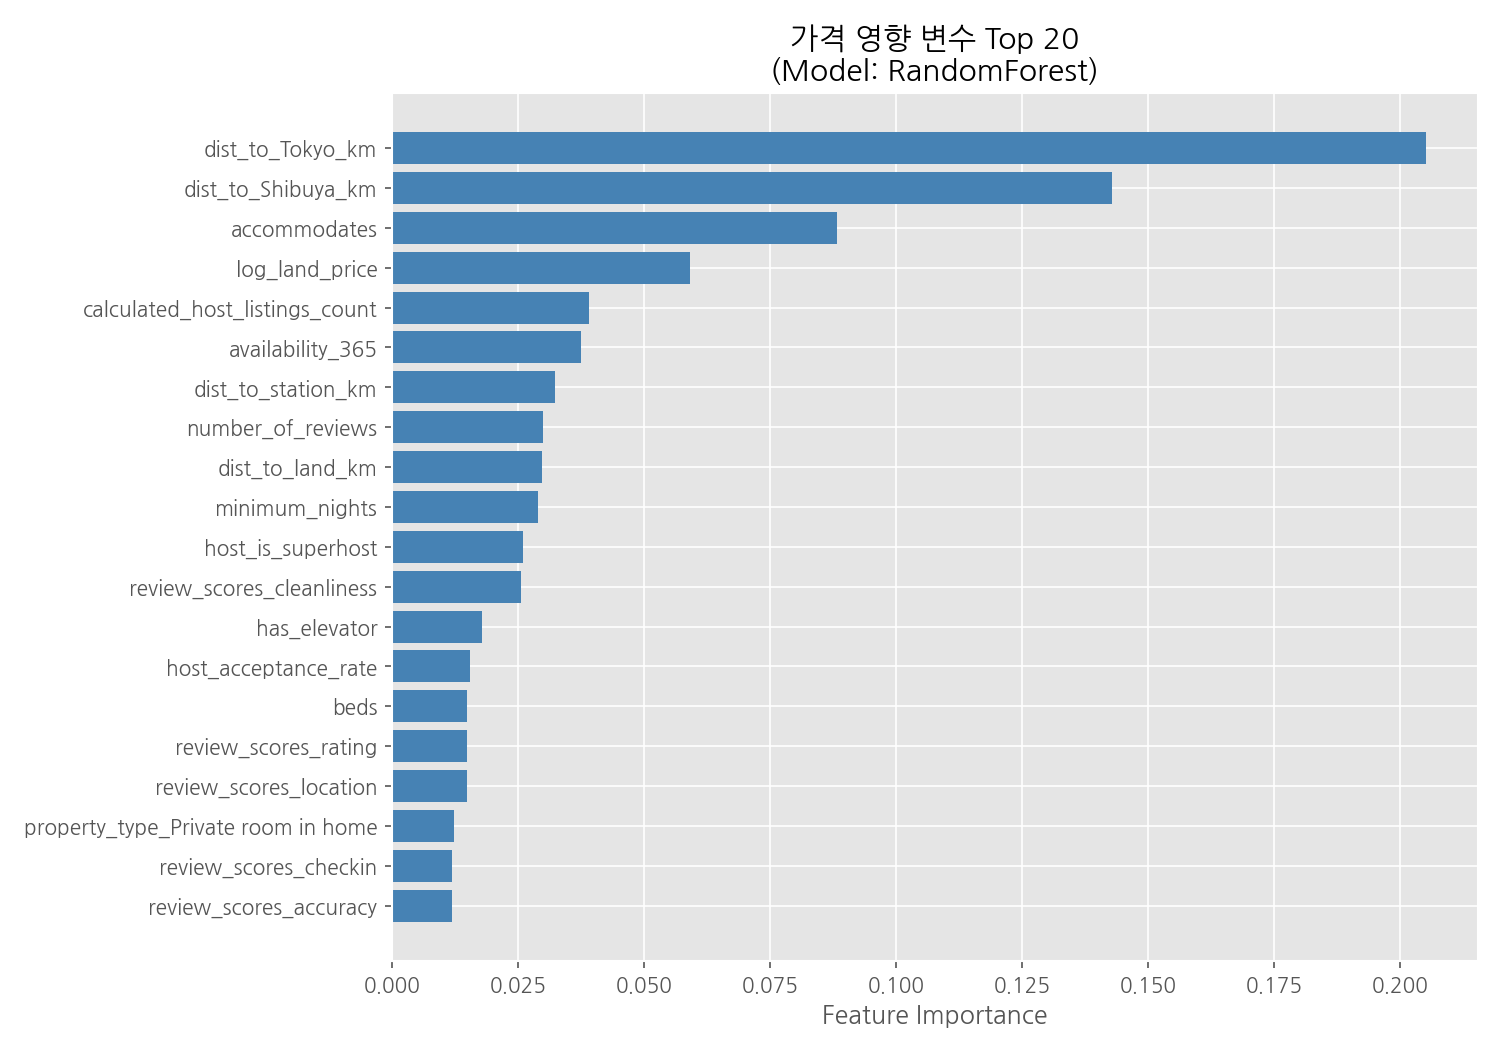 가격 영향 변수 Top 20
(Model: RandomForest)
dist_to_Tokyo_km
dist_to_Shibuya_km
accommodates
log_land_price
calculated_host_listings_count
availability_365
dist_to_station_km
number_of_reviews
dist_to_land_km
minimum_nights
host_is_superhost
review_scores_cleanliness
has_elevator
host_acceptance_rate
beds
review_scores_rating
review_scores_location
property_type_Private room in home
review_scores_checkin
review_scores_accuracy
0.000 0.025 0.050 0.075 0.100 0.125 0.150 0.175 0.200
Feature Importance